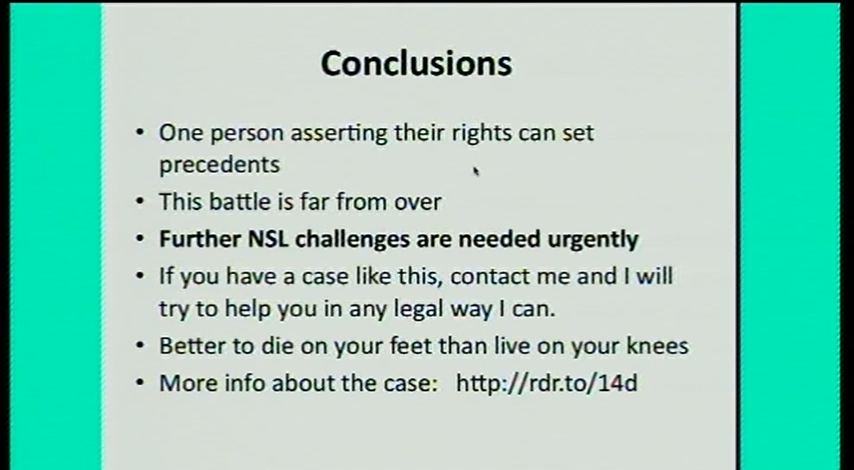 Conclusions
• One person asserting their rights can set
precedents
• This battle is far from over
• Further NSL challenges are needed urgently
• If you have a case like this, contact me and I will
try to help you in any legal way I can.
• Better to die on your feet than live on your knees
• More info about the case: http://rdr.to/14d